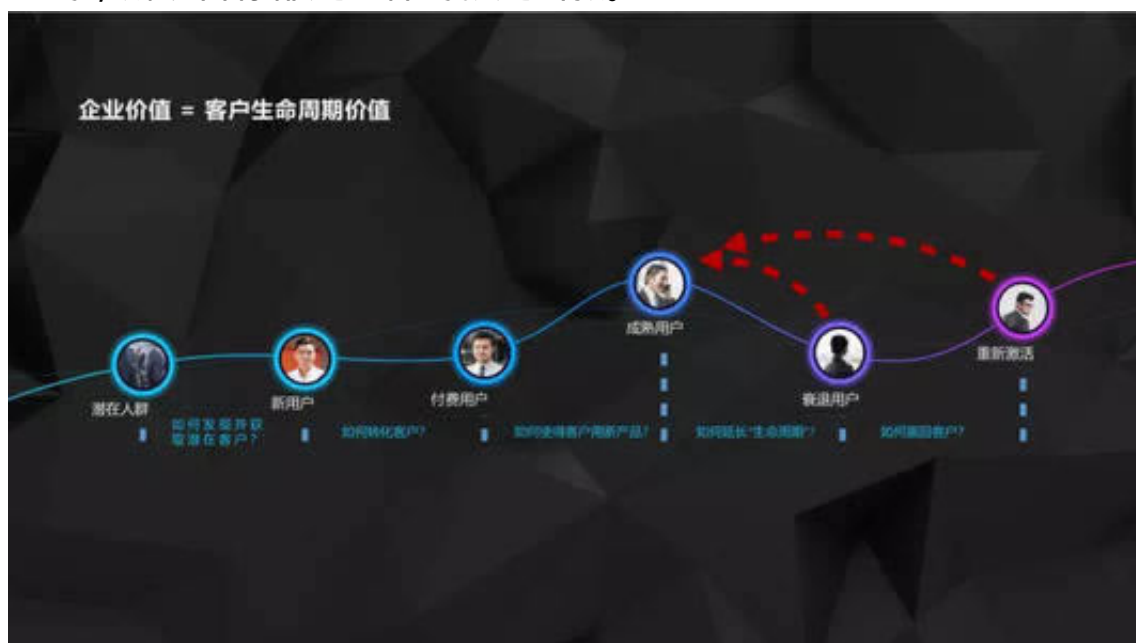 企业价值 = 客户生命周期价值
成熟用户
重新激活
潜在人群
新用户
付费用户
衰退用户
如何发现并获
取潜在客户？
如何转化客户？
如何使得客户用新产品？
如何延长“生命周期”？
如何赢回客户？